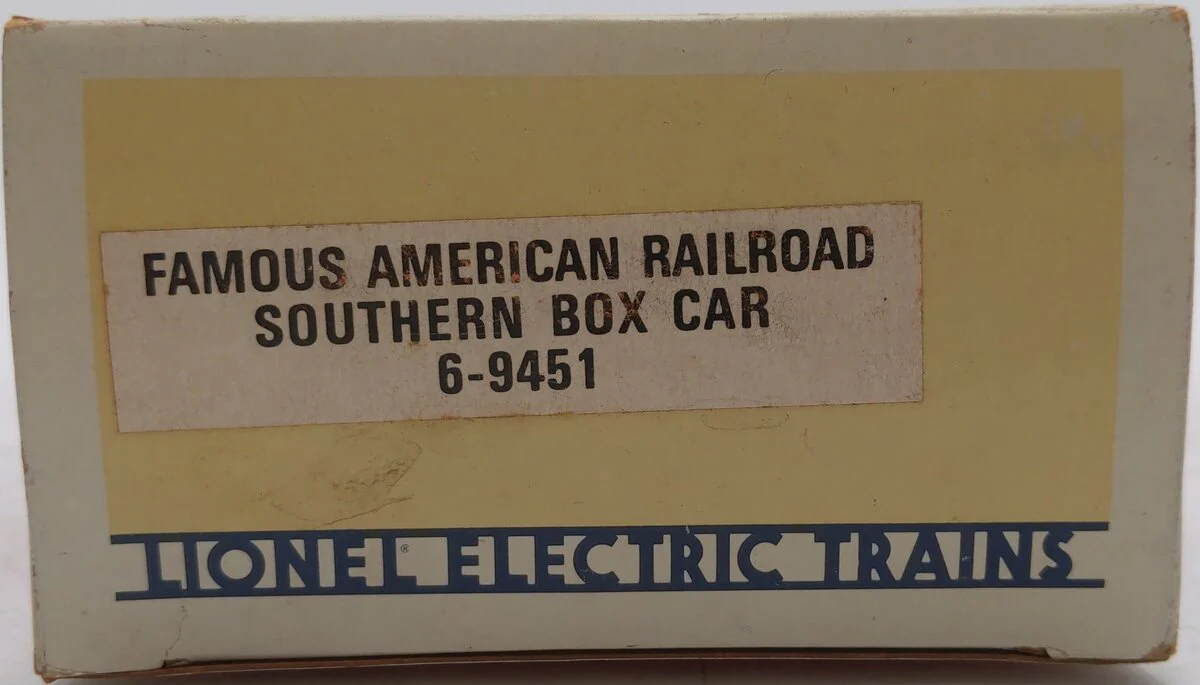 FAMOUS AMERICAN RAILROAD
SOUTHERN BOX CAR
6-9451
LIONEL® ELECTRIC TRAINS